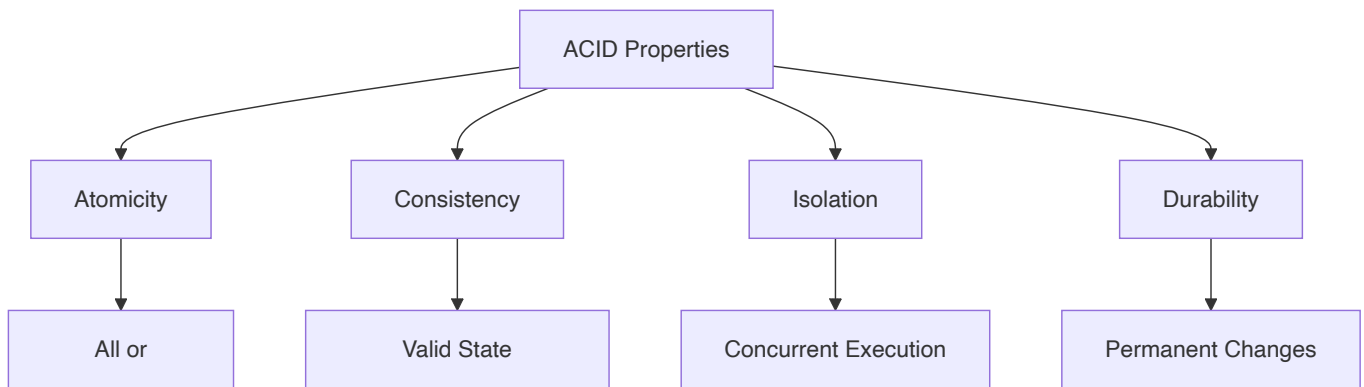 ACID Properties
Atomicity
Consistency
Isolation
Durability
All or
Valid State
Concurrent Execution
Permanent Changes